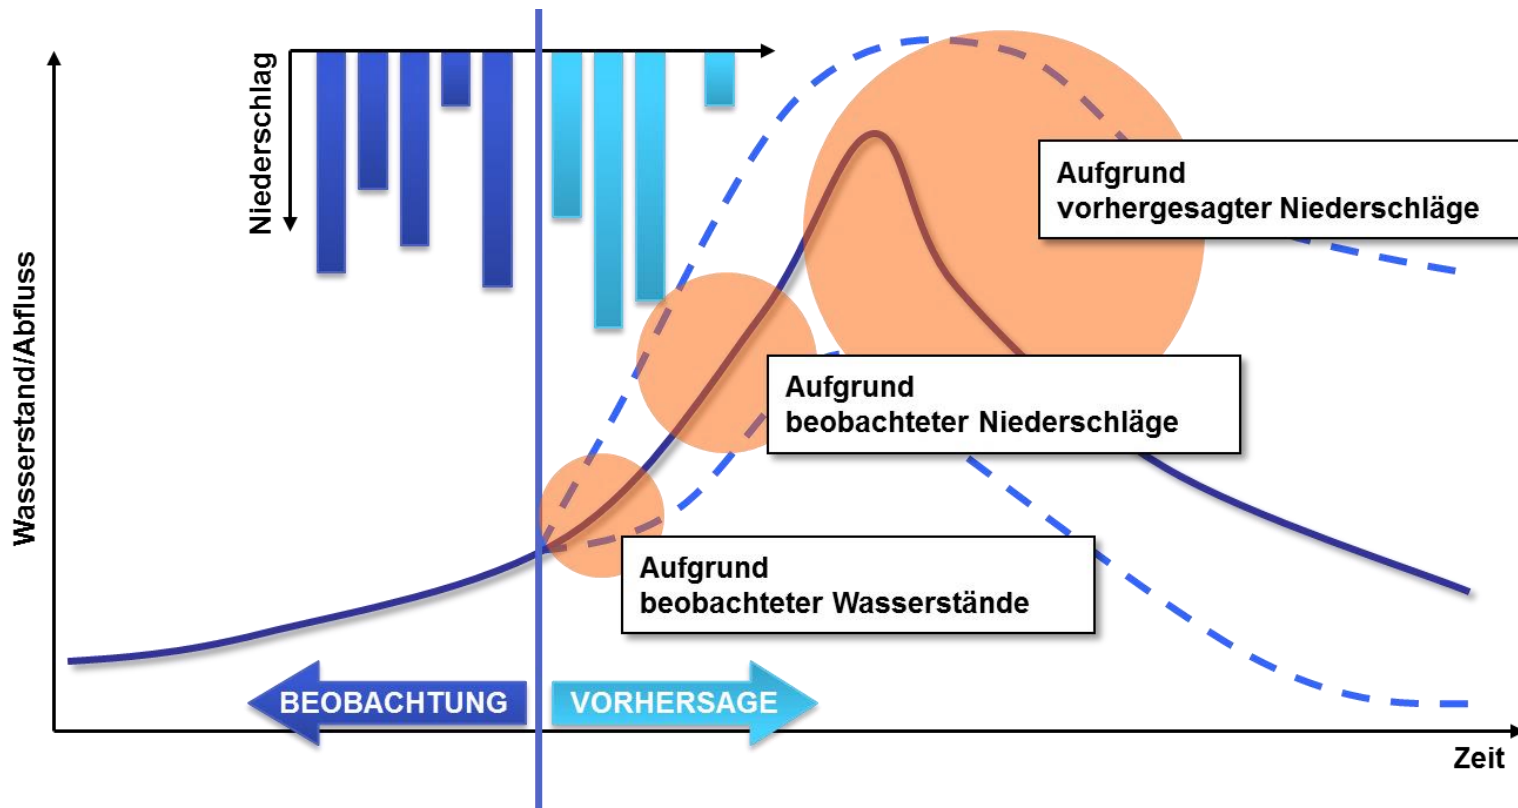 Niederschlag
Wasserstand/Abfluss
Aufgrund
vorhergesagter Niederschläge
Aufgrund
beobachteter Niederschläge
Aufgrund
beobachteter Wasserstände
BEOBACHTUNG
VORHERSAGE
Zeit